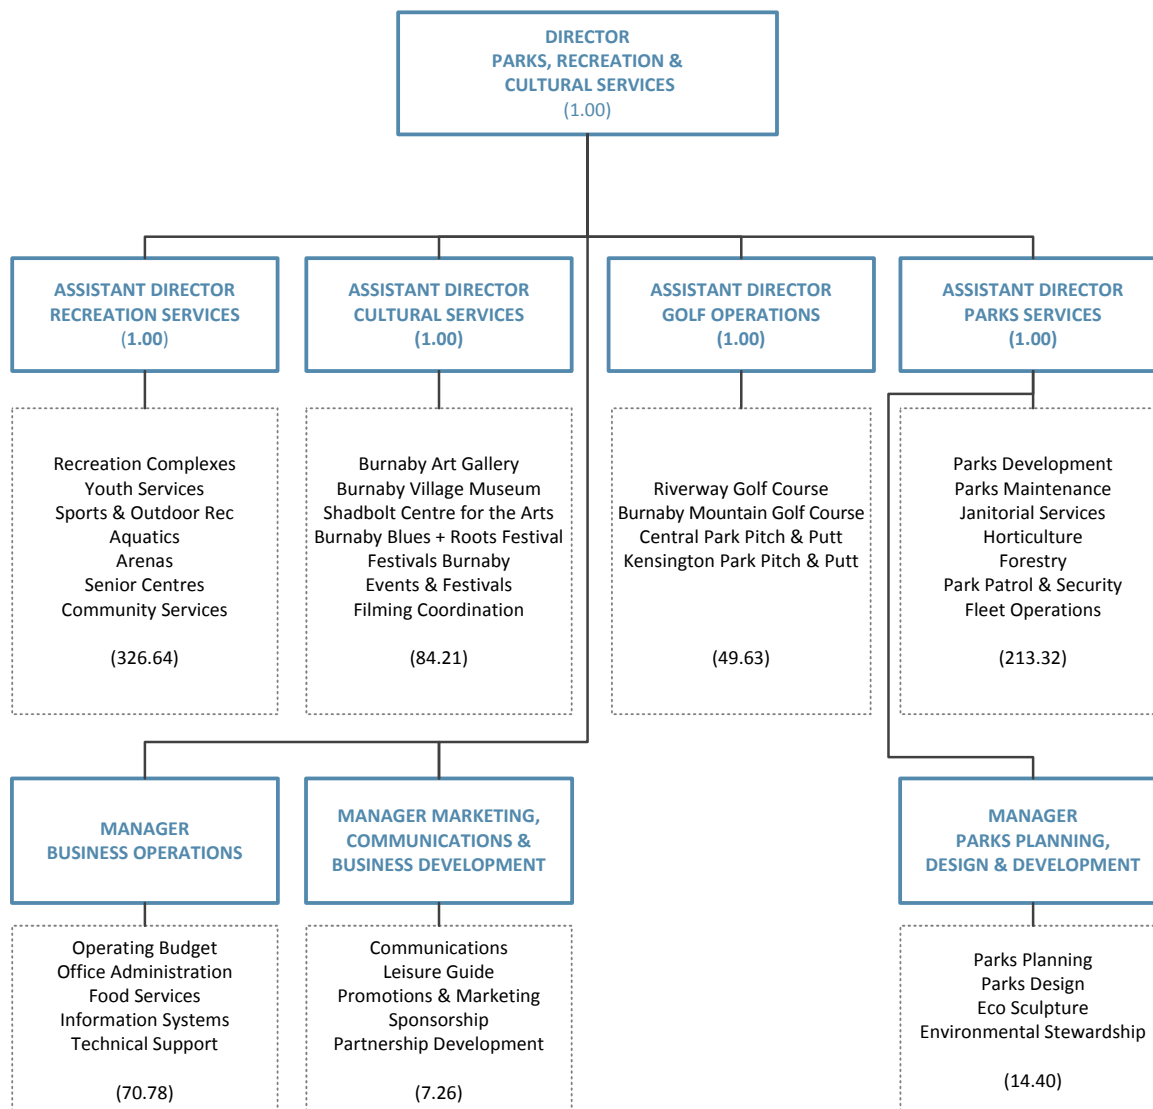 DIRECTOR
PARKS, RECREATION &
CULTURAL SERVICES
(1.00)
ASSISTANT DIRECTOR
RECREATION SERVICES
(1.00)
ASSISTANT DIRECTOR
CULTURAL SERVICES
(1.00)
ASSISTANT DIRECTOR
GOLF OPERATIONS
(1.00)
ASSISTANT DIRECTOR
PARKS SERVICES
(1.00)
Recreation Complexes
Youth Services
Sports & Outdoor Rec
Aquatics
Arenas
Senior Centres
Community Services
(326.64)
Burnaby Art Gallery
Burnaby Village Museum
Shadbolt Centre for the Arts
Burnaby Blues + Roots Festival
Festivals Burnaby
Events & Festivals
Filming Coordination
(84.21)
Riverway Golf Course
Burnaby Mountain Golf Course
Central Park Pitch & Putt
Kensington Park Pitch & Putt
(49.63)
Parks Development
Parks Maintenance
Janitorial Services
Horticulture
Forestry
Park Patrol & Security
Fleet Operations
(213.32)
MANAGER
BUSINESS OPERATIONS
MANAGER MARKETING,
COMMUNICATIONS &
BUSINESS DEVELOPMENT
MANAGER
PARKS PLANNING,
DESIGN & DEVELOPMENT
Operating Budget
Office Administration
Food Services
Information Systems
Technical Support
(70.78)
Communications
Leisure Guide
Promotions & Marketing
Sponsorship
Partnership Development
(7.26)
Parks Planning
Parks Design
Eco Sculpture
Environmental Stewardship
(14.40)